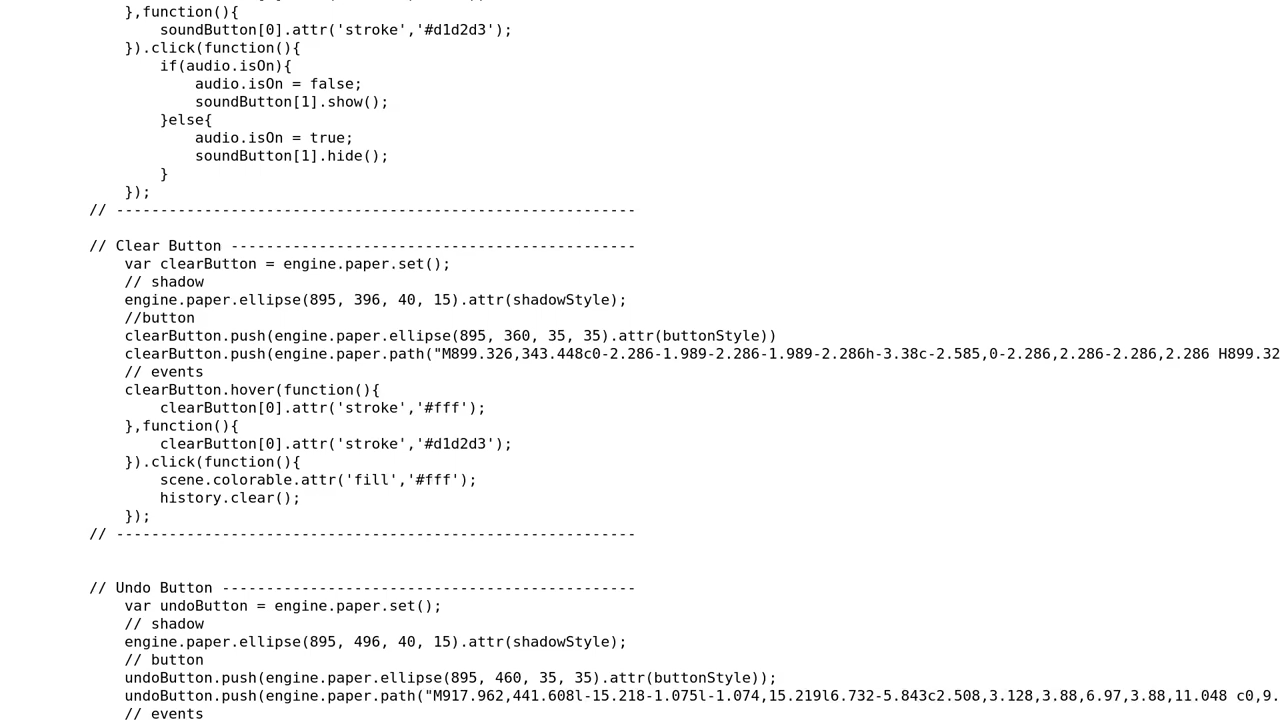 },function(){
soundButton[0].attr('stroke','#d1d2d3');
}).click(function(){
if(audio.isOn){
audio.isOn = false;
soundButton[1].show();
}else{
audio.isOn = true;
soundButton[1].hide();
}
});
// -----------------------------------------------------------
// Clear Button ----------------------------------------------
var clearButton = engine.paper.set();
// shadow
engine.paper.ellipse(895, 396, 40, 15).attr(shadowStyle);
//button
clearButton.push(engine.paper.ellipse(895, 360, 35, 35).attr(buttonStyle))
clearButton.push(engine.paper.path("M899.326,343.448c0-2.286-1.989-2.286-1.989-2.286h-3.38c-2.585,0-2.286,2.286-2.286,2.286 H899.32
// events
clearButton.hover(function(){
clearButton[0].attr('stroke','#fff');
},function(){
clearButton[0].attr('stroke','#d1d2d3');
}).click(function(){
scene.colorable.attr('fill','#fff');
history.clear();
});
// -----------------------------------------------------------
// Undo Button -----------------------------------------------
var undoButton = engine.paper.set();
// shadow
engine.paper.ellipse(895, 496, 40, 15).attr(shadowStyle);
// button
undoButton.push(engine.paper.ellipse(895, 460, 35, 35).attr(buttonStyle));
undoButton.push(engine.paper.path("M917.962,441.608l-15.218-1.075l-1.074,15.219l6.732-5.843c2.508,3.128,3.88,6.97,3.88,11.048 c0,9.
// events